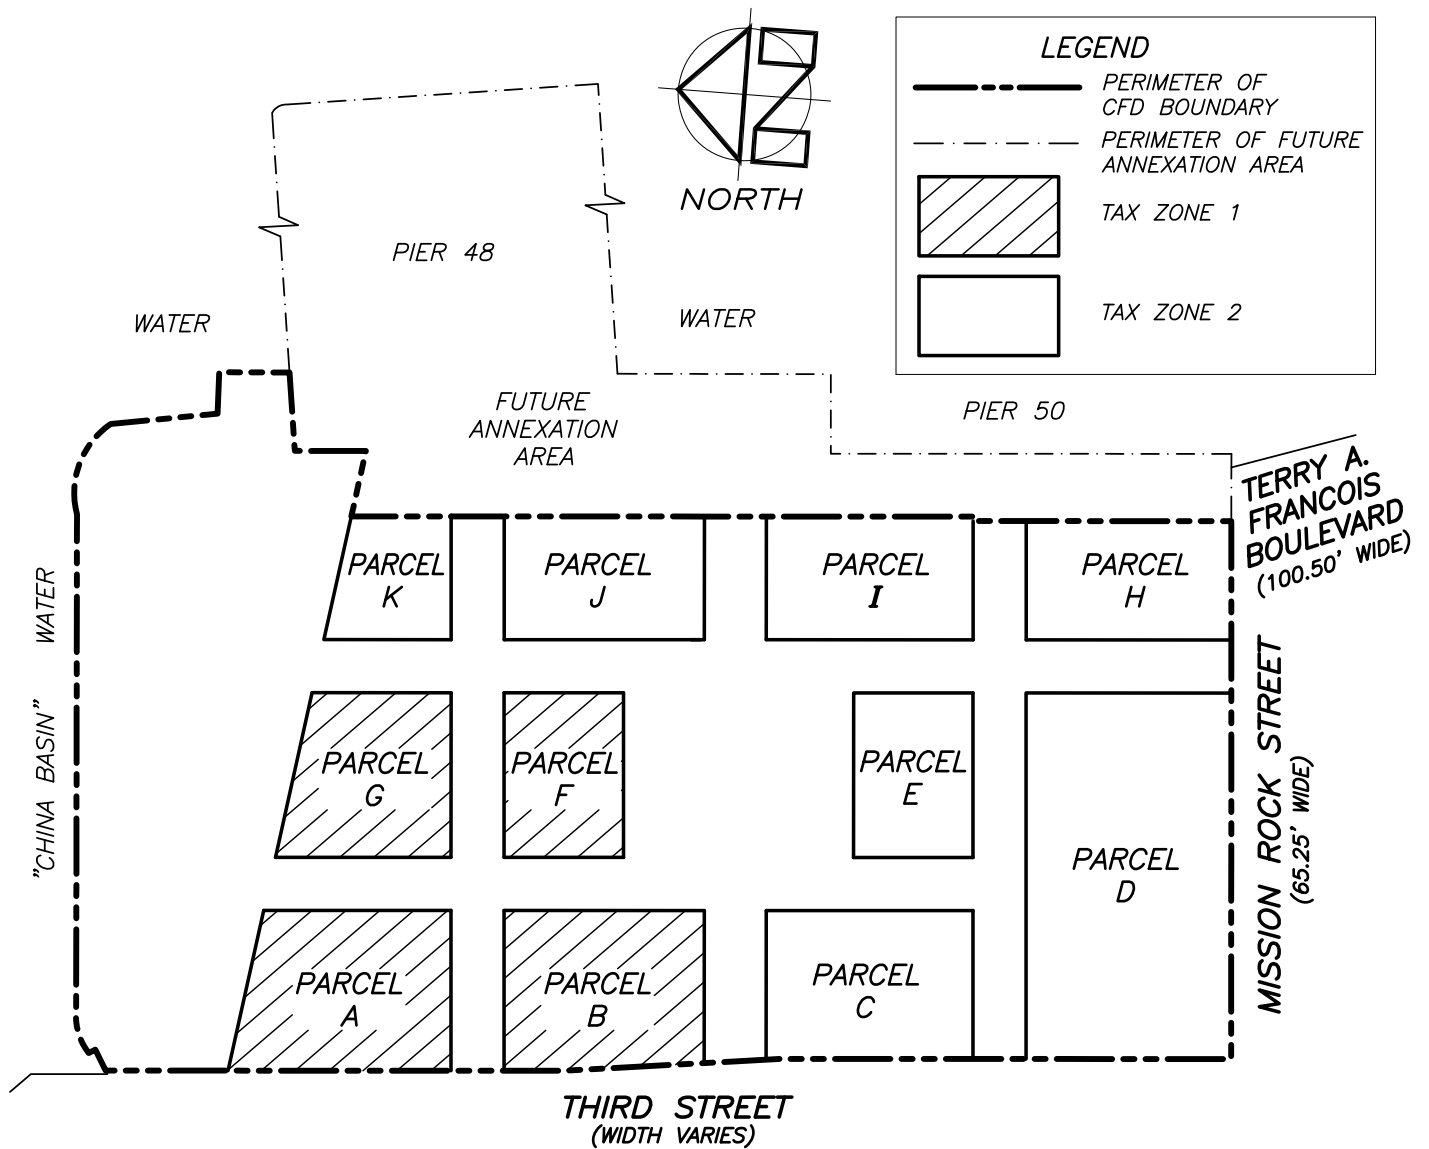 NORTH
LEGEND
PERIMETER OF
CFD BOUNDARY
PERIMETER OF FUTURE
ANNEXATION AREA
TAX ZONE 1
TAX ZONE 2
PIER 48
WATER
WATER
FUTURE
ANNEXATION
AREA
PIER 50
TERRY A.
FRANCOIS
BOULEVARD
(100.50' WIDE)
PARCEL
K
PARCEL
J
PARCEL
I
PARCEL
H
"CHINA BASIN" WATER
PARCEL
G
PARCEL
F
PARCEL
E
PARCEL
D
MISSION ROCK STREET
(65.25' WIDE)
PARCEL
A
PARCEL
B
PARCEL
C
THIRD STREET
(WIDTH VARIES)